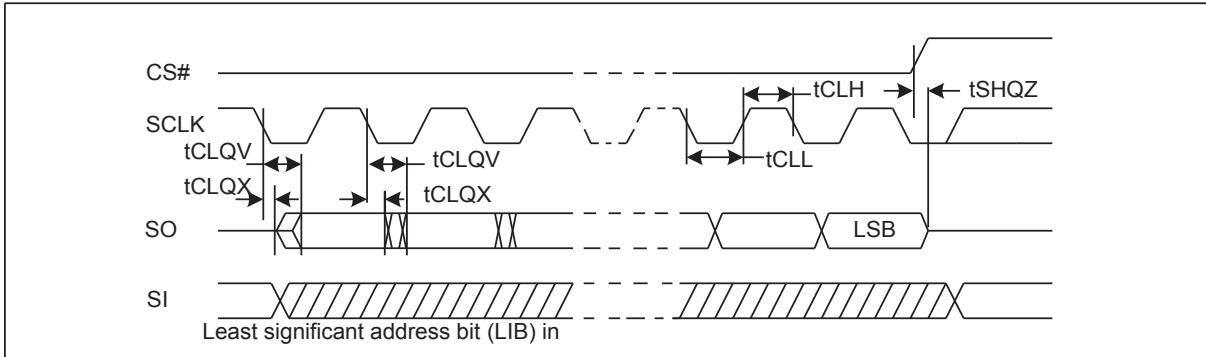 CS#
tCLH
tSHQZ
SCLK
tCLQV
tCLQV
tCLL
tCLQX
tCLQX
SO
LSB
SI
Least significant address bit (LIB) in